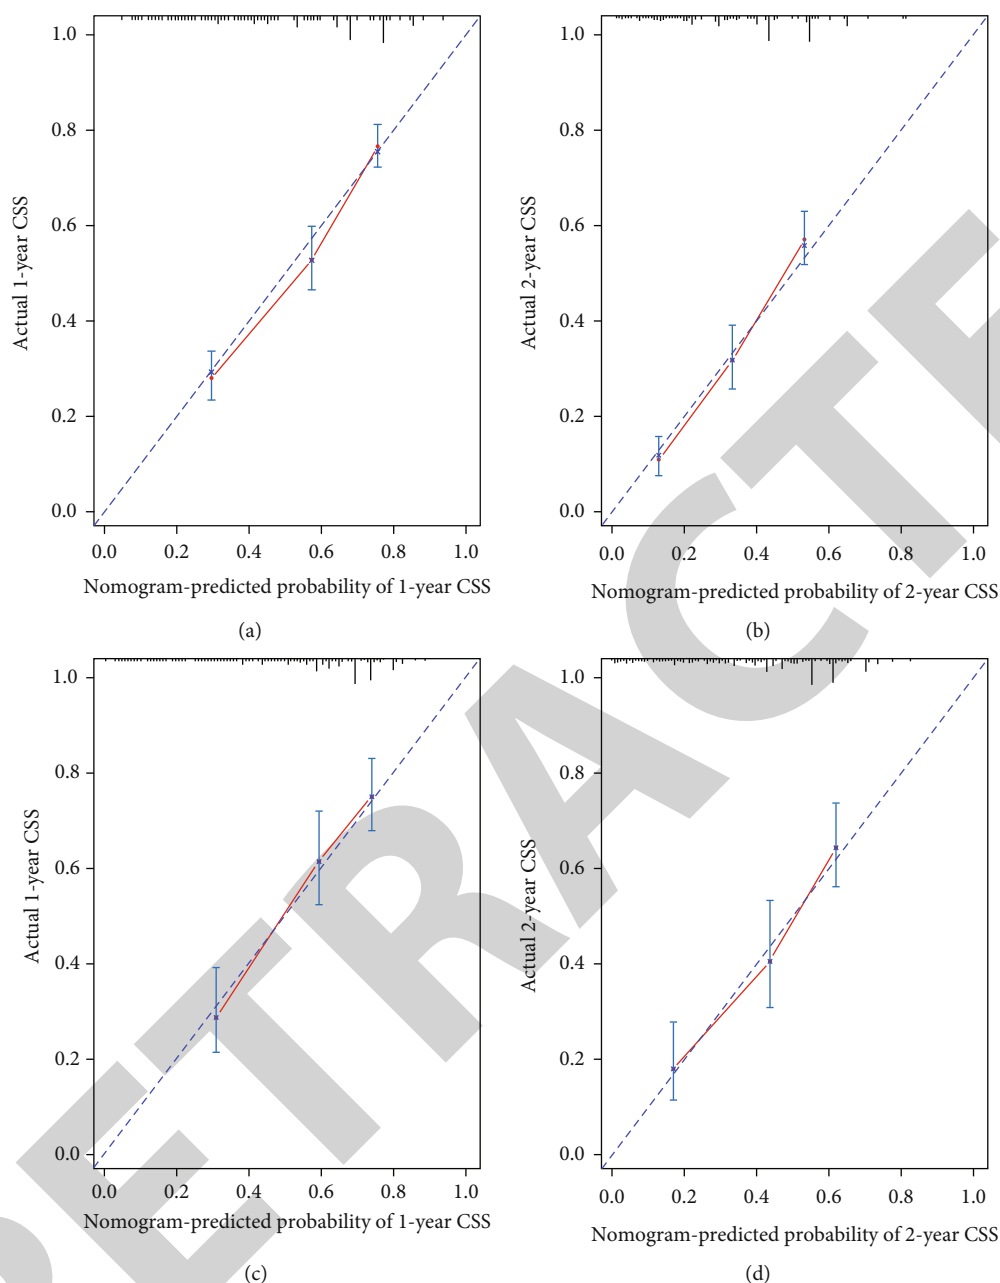 1.0
0.8
0.6
0.4
0.2
0.0
Actual 1-year CSS
0.0 0.2 0.4 0.6 0.8 1.0
Nomogram-predicted probability of 1-year CSS
(a)
1.0
0.8
0.6
0.4
0.2
0.0
Actual 2-year CSS
0.0 0.2 0.4 0.6 0.8 1.0
Nomogram-predicted probability of 2-year CSS
(b)
1.0
0.8
0.6
0.4
0.2
0.0
Actual 1-year CSS
0.0 0.2 0.4 0.6 0.8 1.0
Nomogram-predicted probability of 1-year CSS
(c)
1.0
0.8
0.6
0.4
0.2
0.0
Actual 2-year CSS
0.0 0.2 0.4 0.6 0.8 1.0
Nomogram-predicted probability of 2-year CSS
(d)
RETRACTE